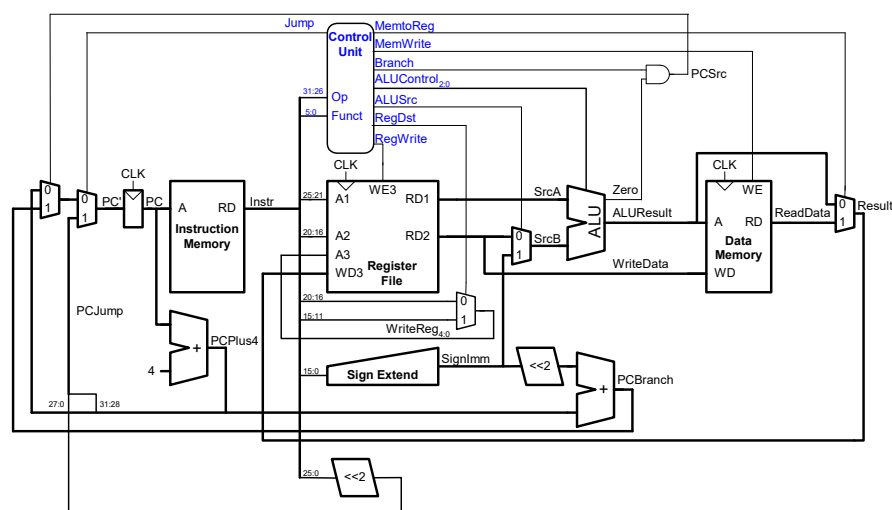 Jump
Control
Unit
MemtoReg
MemWrite
Branch
ALUControl2:0
ALUSrc
RegDst
RegWrite
31:26 Op
5:0 Funct
PCSrc
CLK
CLK
CLK
0
1
0
1
PC'
PC
A RD
Instruction
Memory
Instr
25:21 A1
WE3
RD1
20:16 A2
RD2
A3
WD3
Register
File
SrcA
0
1
SrcB
ALU
Zero
ALUResult
WriteData
WE
A RD
Data
Memory
WD
ReadData
0
1
Result
20:16 0
15:11 1
WriteReg4:0
PCJump
PCPlus4
+
4
SignImm
15:0 Sign Extend
<<2
+
PCBranch
27:0 31:28
25:0 <<2